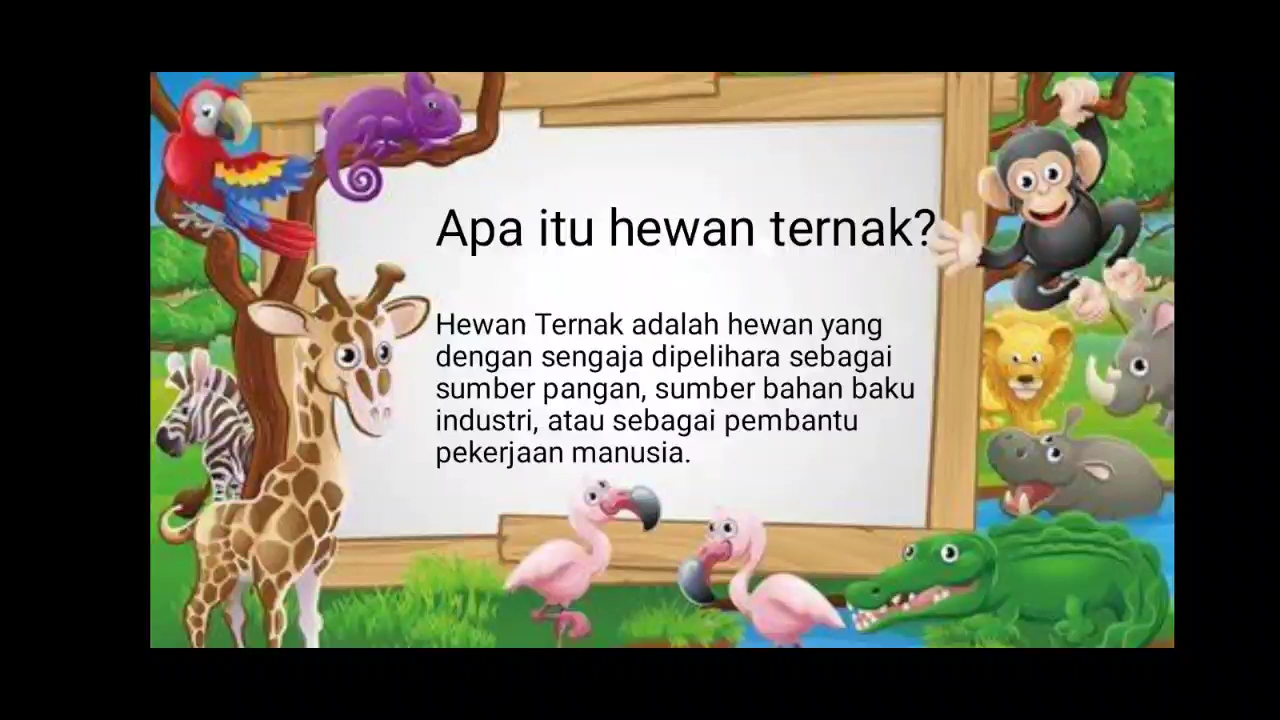 Apa itu hewan ternak?
Hewan Ternak adalah hewan yang
dengan sengaja dipelihara sebagai
sumber pangan, sumber bahan baku
industri, atau sebagai pembantu
pekerjaan manusia.